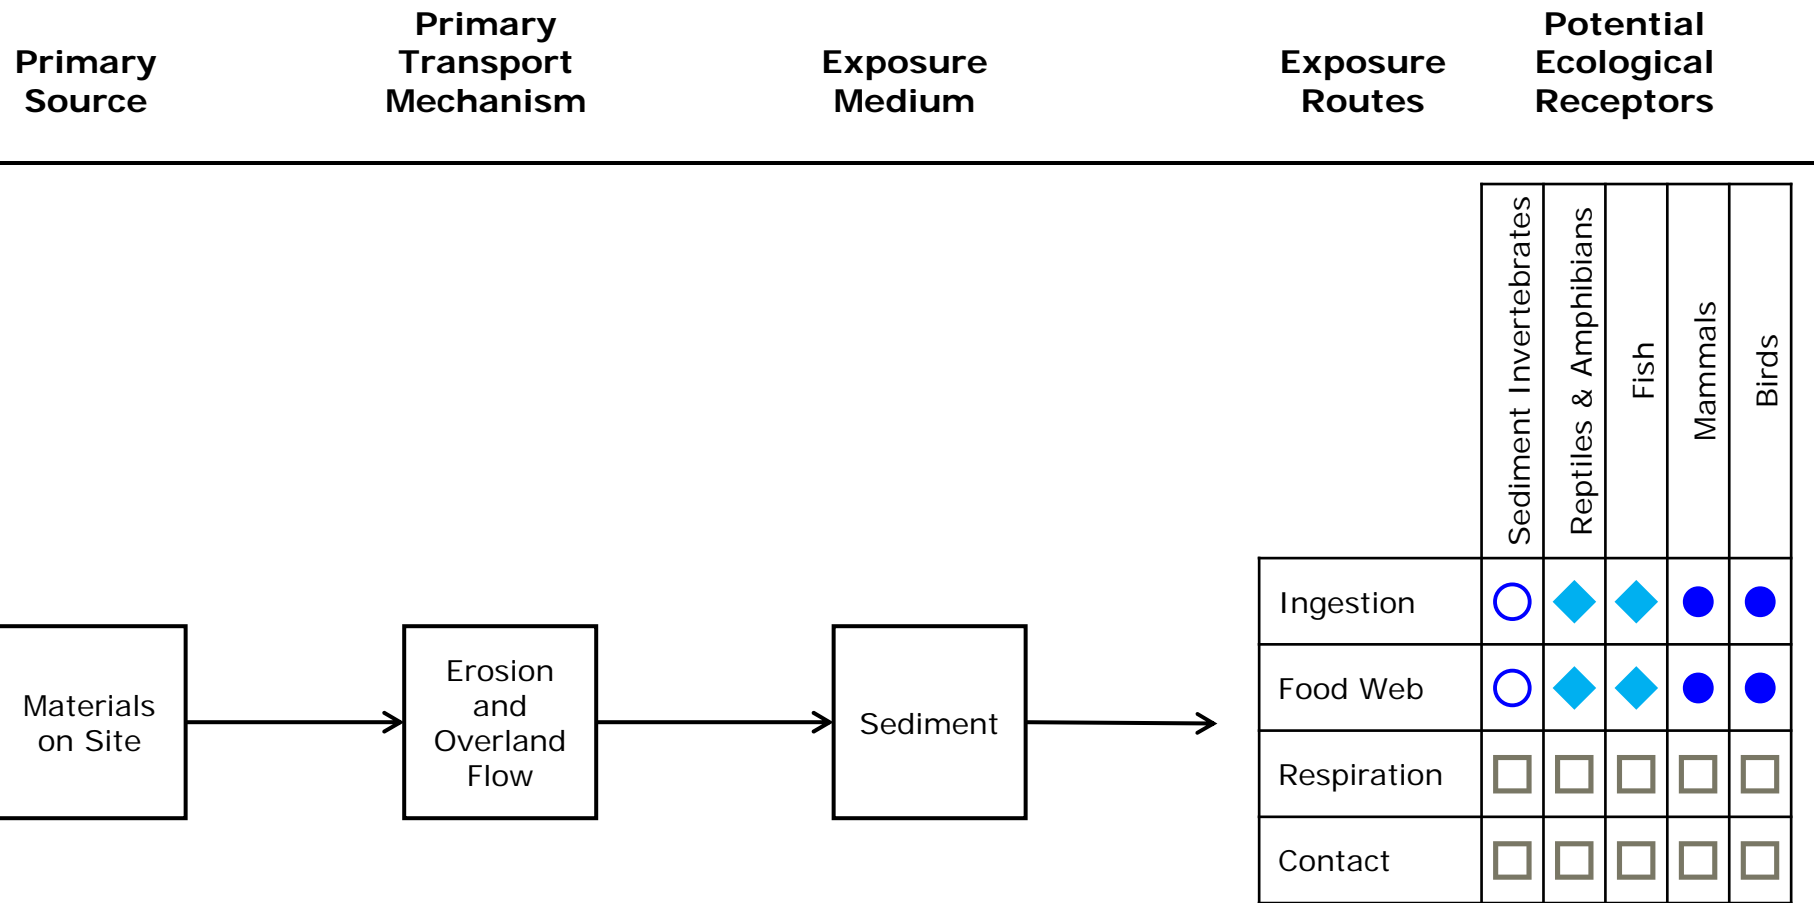 Primary
Source
Primary
Transport
Mechanism
Exposure
Medium
Exposure
Routes
Potential
Ecological
Receptors
Sediment Invertebrates
Reptiles & Amphibians
Fish
Mammals
Birds
Materials
on Site
Erosion
and
Overland
Flow
Sediment
Ingestion
Food Web
Respiration
Contact